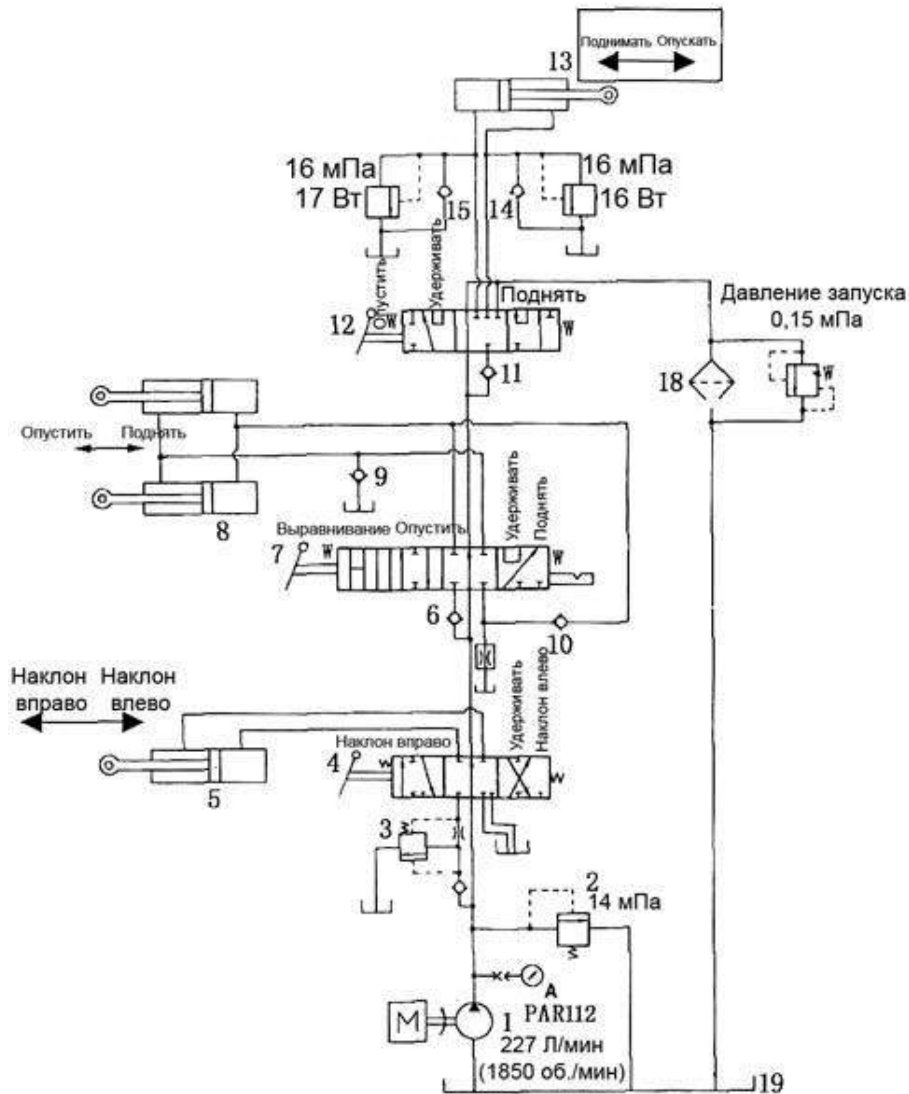 Поднимать Опускать
13
16 мПа
17 Вт
16 мПа
16 Вт
15
14
Опустить
Удерживать
Поднять
12
W
W
11
Давление запуска
0,15 мПа
18
W
Опустить Поднять
9
8
Выравнивание Опустить
Удерживать
Поднять
7
W
W
6
10
Наклон вправо
Наклон влево
5
Наклон вправо
Удерживать
Наклон влево
4
3
2
14 мПа
A
M
1
PAR112
227 Л/мин
(1850 об./мин)
19